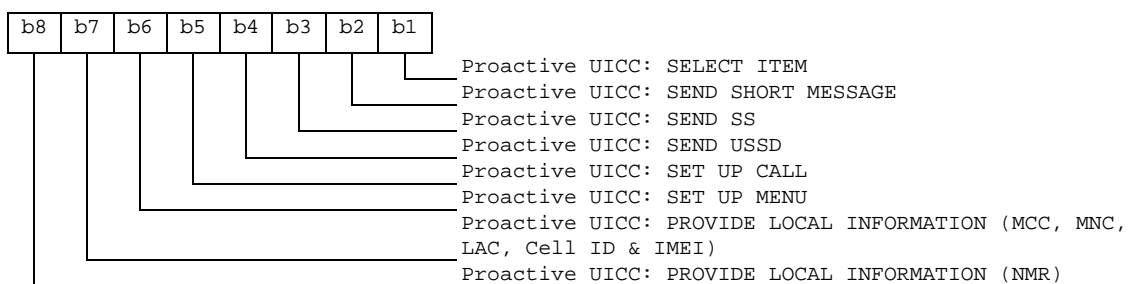 b8 b7 b6 b5 b4 b3 b2 b1
Proactive UICC: SELECT ITEM
Proactive UICC: SEND SHORT MESSAGE
Proactive UICC: SEND SS
Proactive UICC: SEND USSD
Proactive UICC: SET UP CALL
Proactive UICC: SET UP MENU
Proactive UICC: PROVIDE LOCAL INFORMATION (MCC, MNC,
LAC, Cell ID & IMEI)
Proactive UICC: PROVIDE LOCAL INFORMATION (NMR)